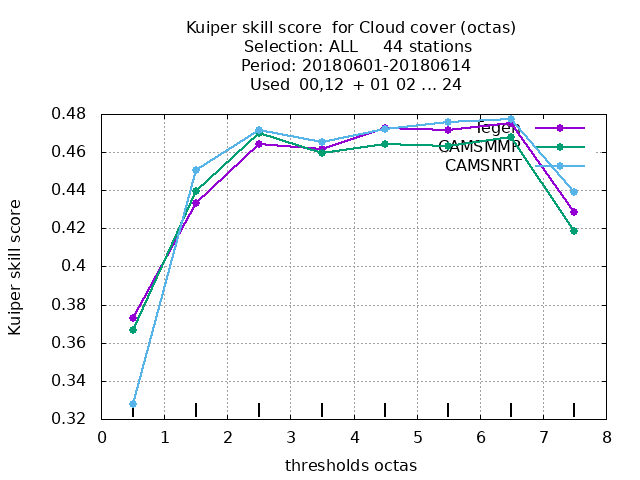 Kuiper skill score for Cloud cover (octas)
Selection: ALL 44 stations
Period: 20180601-20180614
Used 00,12 + 01 02 ... 24
Kuiper skill score
0.48
0.46
0.44
0.42
0.4
0.38
0.36
0.34
0.32
Tegen
CAMSMMP
CAMSNRT
0 1 2 3 4 5 6 7 8
thresholds octas